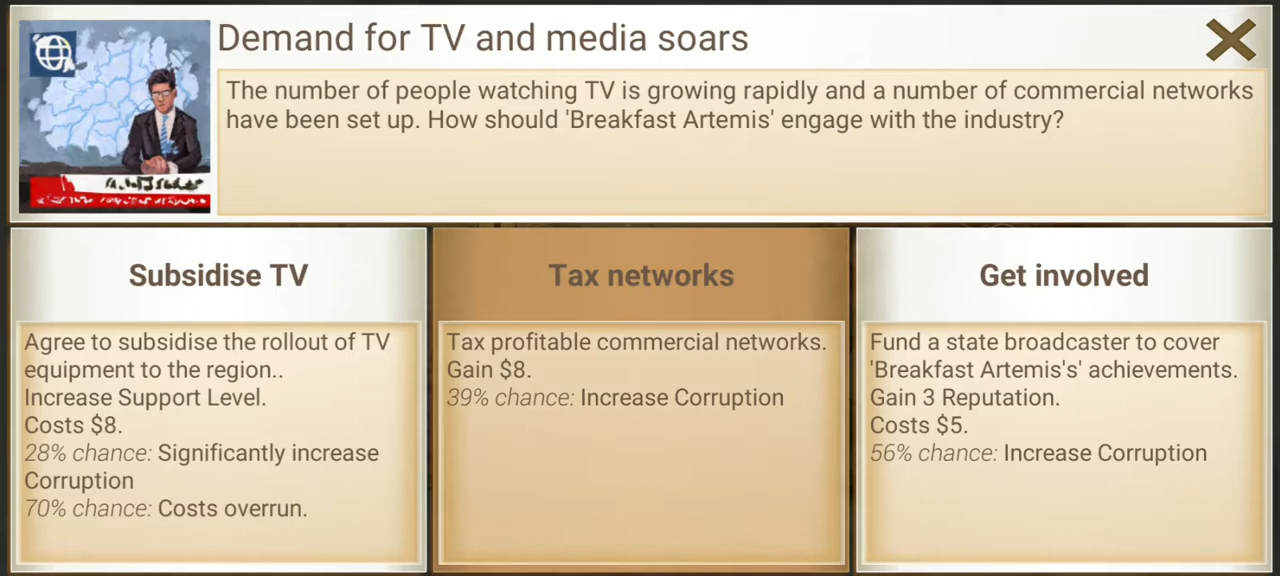 Demand for TV and media soars
The number of people watching TV is growing rapidly and a number of commercial networks
have been set up. How should 'Breakfast Artemis' engage with the industry?
Subsidise TV
Agree to subsidise the rollout of TV
equipment to the region..
Increase Support Level.
Costs $8.
28% chance: Significantly increase
Corruption
70% chance: Costs overrun.
Tax networks
Tax profitable commercial networks.
Gain $8.
39% chance: Increase Corruption
Get involved
Fund a state broadcaster to cover
'Breakfast Artemis's' achievements.
Gain 3 Reputation.
Costs $5.
56% chance: Increase Corruption